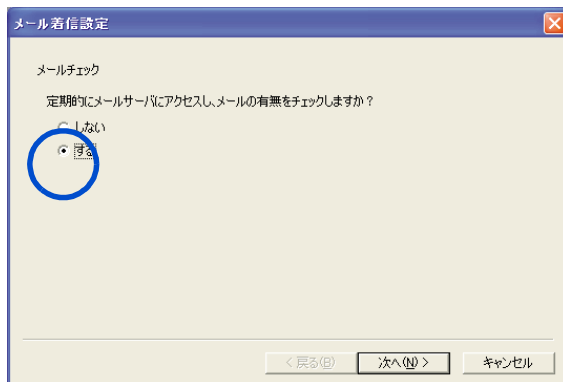 メール着信設定
メールチェック
定期的にメールサーバにアクセスし、メールの有無をチェックしますか？
しない
する
< 戻る(B)
次へ(N) >
キャンセル